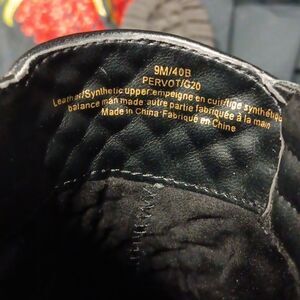 9M/40B
PERVOT/G20
Leather/Synthetic upper·empeigne en cuir/tige synthétique
balance man made·autre partie fabriquée à la main
Made in China·Fabriqué en Chine